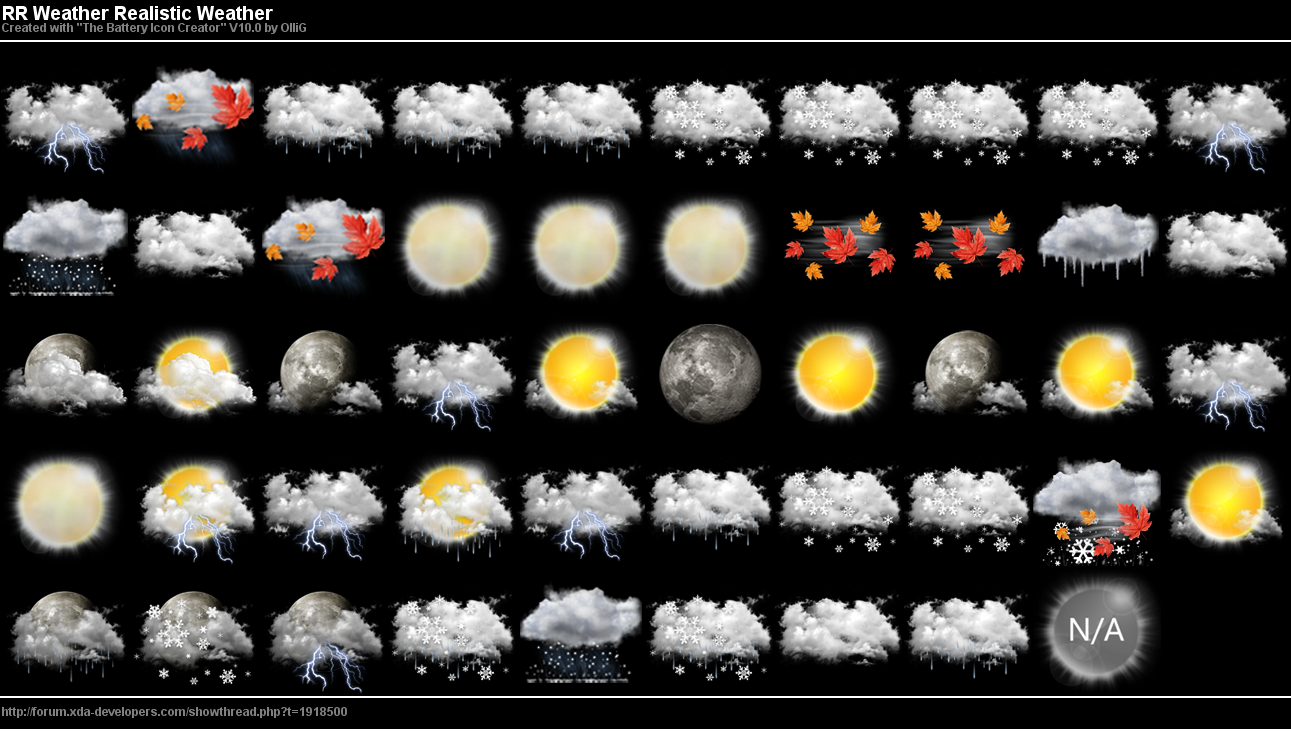 RR Weather Realistic Weather
Created with "The Battery Icon Creator" V10.0 by OlliG
N/A
http://forum.xda-developers.com/showthread.php?t=1918500